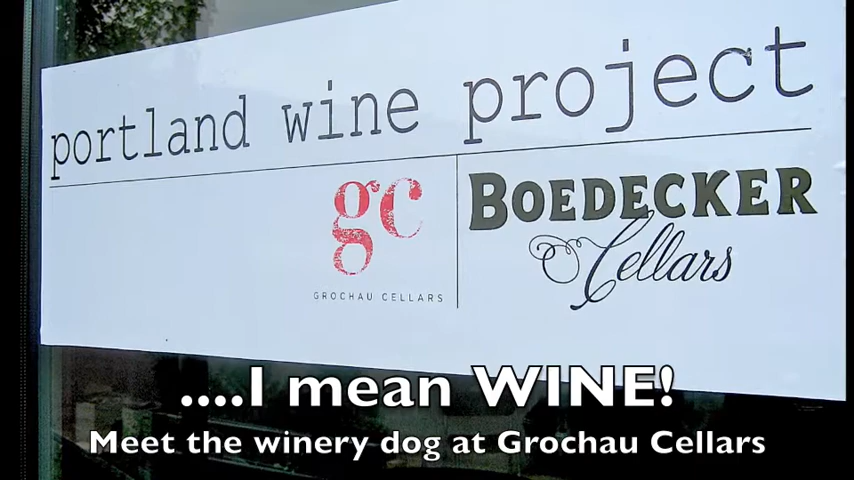 portland wine project
gc
GROCHAU CELLARS
BOEDECKER
Cellars
....I mean WINE!
Meet the winery dog at Grochau Cellars